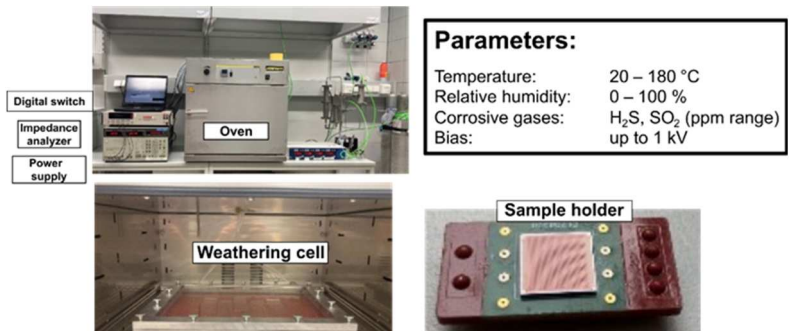 Digital switch
Impedance
analyzer
Power
supply
Oven
Parameters:
Temperature: 20 – 180 °C
Relative humidity: 0 – 100 %
Corrosive gases: H₂S, SO₂ (ppm range)
Bias: up to 1 kV
Weathering cell
Sample holder